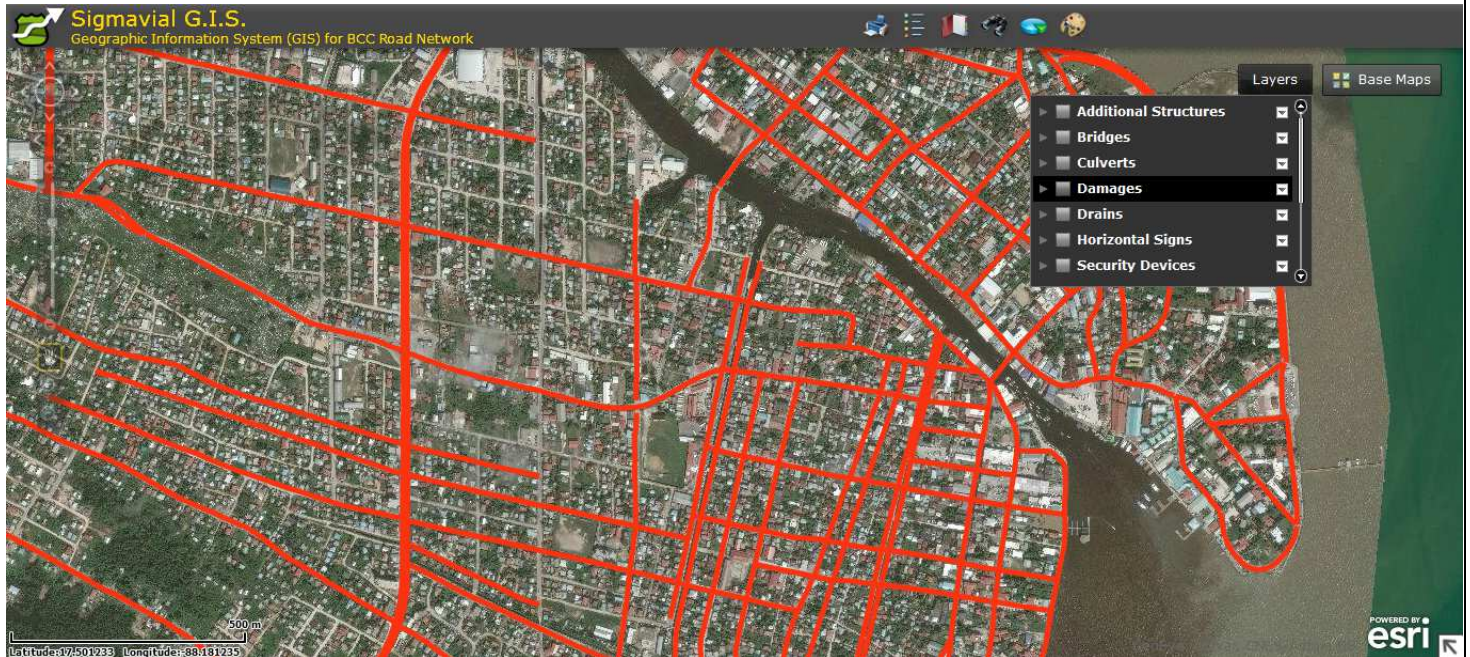 Sigmavial G.I.S.
Geographic Information System (GIS) for BCC Road Network
Layers
Base Maps
Additional Structures
Bridges
Culverts
Damages
Drains
Horizontal Signs
Security Devices
500 m
Latitude:17.501233 Longitude:-88.181235
POWERED BY
esri